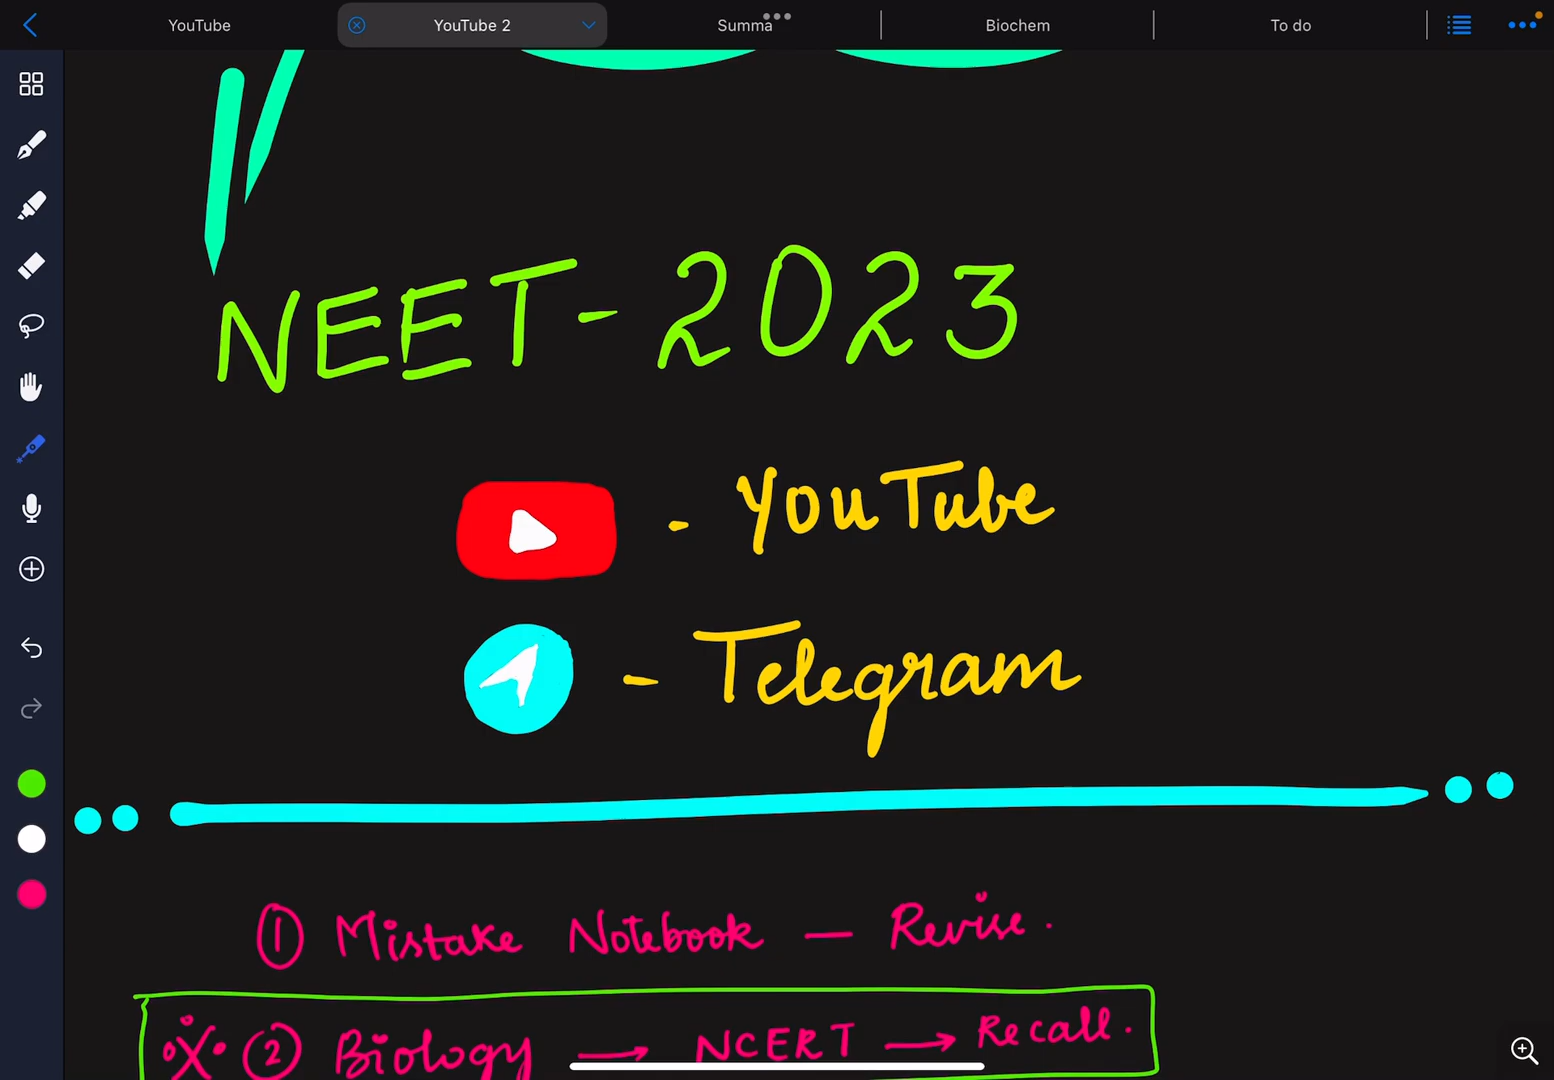 YouTube YouTube 2 Summa Biochem To do
NEET-2023
- YouTube
- Telegram
① Mistake Notebook — Revise.
② Biology → NCERT → Recall.